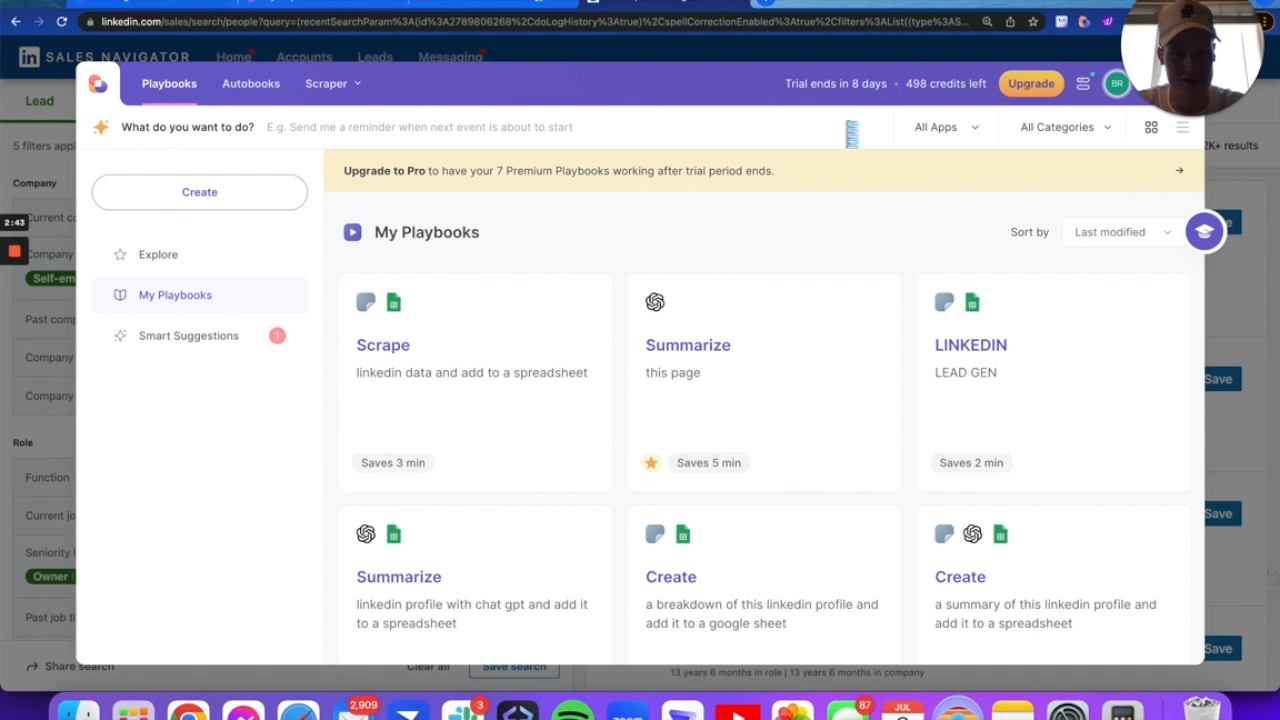 linkedin.com/sales/search/people?query=(recentSearchParam%3A(id%3A2789806268%2CdoLogHistory%3Atrue)%2CspellCorrectionEnabled%3Atrue%2Cfilters%3AList((type%3AS...
in SALES NAVIGATOR Home Accounts Leads Messaging
Playbooks Autobooks Scraper Trial ends in 8 days • 498 credits left Upgrade BR
Lead
What do you want to do? E.g. Send me a reminder when next event is about to start All Apps All Categories
5 filters appl 2K+ results
Upgrade to Pro to have your 7 Premium Playbooks working after trial period ends.
Company
Create
2:43
Current co
My Playbooks Sort by Last modified
Company
Explore
Self-em
My Playbooks
Past comp
Smart Suggestions 1
Scrape Summarize LINKEDIN
Company
linkedin data and add to a spreadsheet this page LEAD GEN
Save
Company
Role
Saves 3 min Saves 5 min Saves 2 min
Function
Current jo Save
Seniority l
Owner
Summarize Create Create
linkedin profile with chat gpt and add it a breakdown of this linkedin profile and a summary of this linkedin profile and
Past job ti
to a spreadsheet add it to a google sheet add it to a spreadsheet
Save
Share search Clear all Save search
13 years 6 months in role | 13 years 6 months in company
2,909 3 87 JUL
zoom